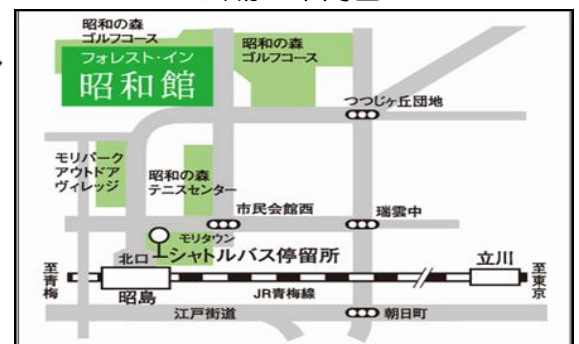 昭和の森
ゴルフコース
フォレスト・イン
昭和館
昭和の森
ゴルフコース
つつじヶ丘団地
モリパーク
アウトドア
ヴィレッジ
昭和の森
テニスセンター
市民会館西
瑞雲中
モリタウン
シャトルバス停留所
北口
立川
至青梅
昭島
JR青梅線
至東京
江戸街道
朝日町